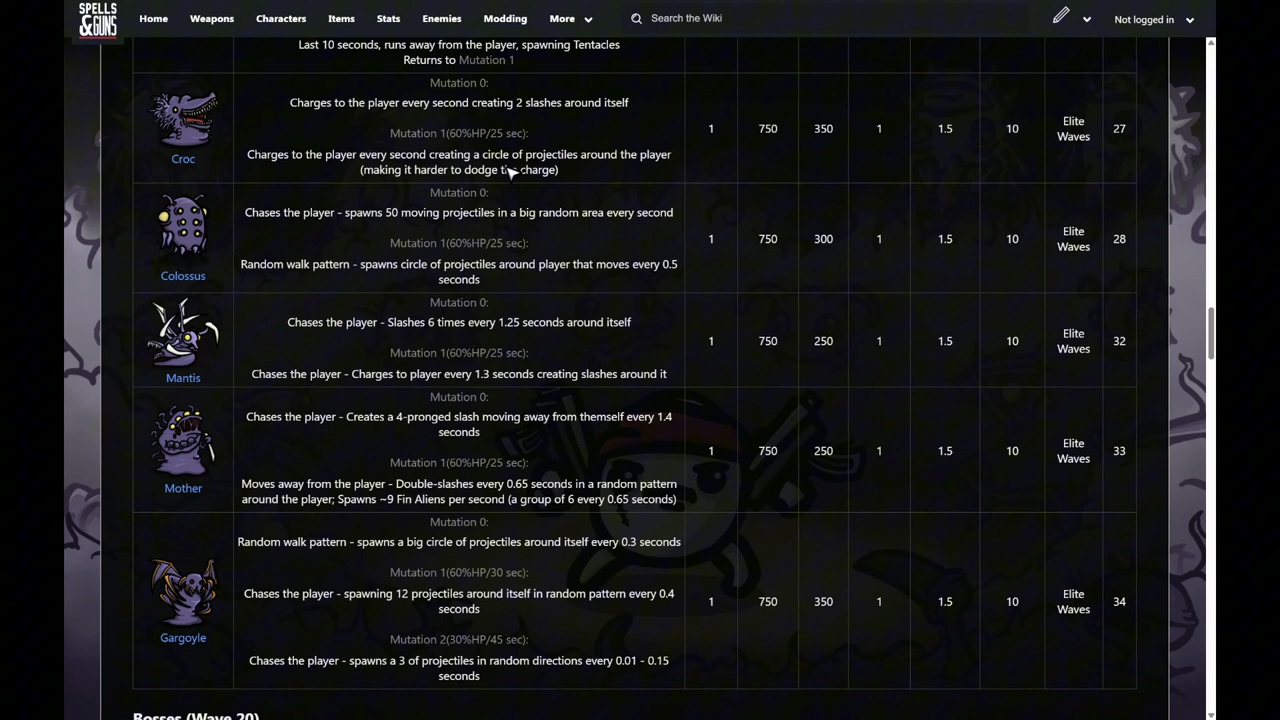 SPELLS
&GUNS
Home Weapons Characters Items Stats Enemies Modding More Search the Wiki Not logged in
Last 10 seconds, runs away from the player, spawning Tentacles
Returns to Mutation 1
Mutation 0:
Charges to the player every second creating 2 slashes around itself
Mutation 1(60%HP/25 sec):
Charges to the player every second creating a circle of projectiles around the player
(making it harder to dodge the charge)
Croc
1 750 350 1 1.5 10 Elite
Waves 27
Mutation 0:
Chases the player - spawns 50 moving projectiles in a big random area every second
Mutation 1(60%HP/25 sec):
Random walk pattern - spawns circle of projectiles around player that moves every 0.5
seconds
Colossus
1 750 300 1 1.5 10 Elite
Waves 28
Mutation 0:
Chases the player - Slashes 6 times every 1.25 seconds around itself
Mutation 1(60%HP/25 sec):
Chases the player - Charges to player every 1.3 seconds creating slashes around it
Mantis
1 750 250 1 1.5 10 Elite
Waves 32
Mutation 0:
Chases the player - Creates a 4-pronged slash moving away from themself every 1.4
seconds
Mutation 1(60%HP/25 sec):
Moves away from the player - Double-slashes every 0.65 seconds in a random pattern
around the player; Spawns ~9 Fin Aliens per second (a group of 6 every 0.65 seconds)
Mother
1 750 250 1 1.5 10 Elite
Waves 33
Mutation 0:
Random walk pattern - spawns a big circle of projectiles around itself every 0.3 seconds
Mutation 1(60%HP/30 sec):
Chases the player - spawning 12 projectiles around itself in random pattern every 0.4
seconds
Mutation 2(30%HP/45 sec):
Chases the player - spawns a 3 of projectiles in random directions every 0.01 - 0.15
seconds
Gargoyle
1 750 350 1 1.5 10 Elite
Waves 34
Bosses (Wave 20)